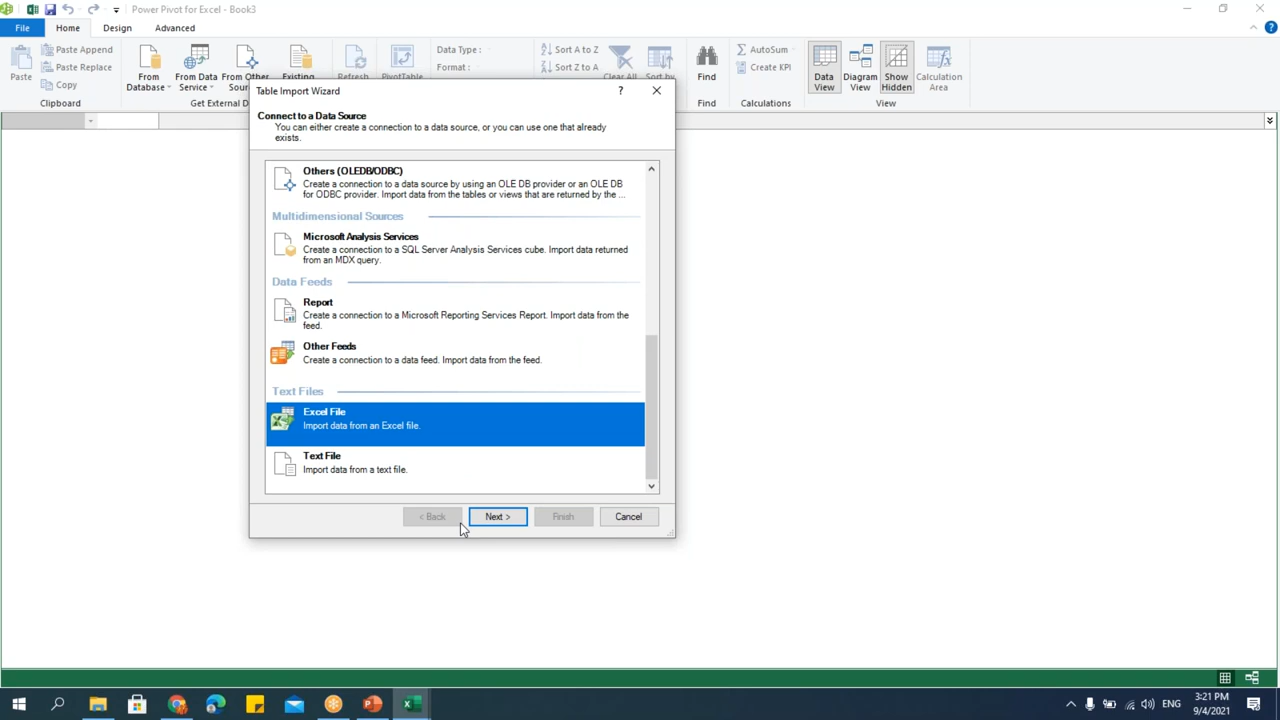 Power Pivot for Excel - Book3
File Home Design Advanced
Paste
Paste Append
Paste Replace
Copy
Clipboard
From Database
From Data Service
From Other Sour
Existing
Get External D
Refresh
PivotTable
Data Type :
Format :
Sort A to Z
Sort Z to A
Clear All
Sort by
Find
Find
AutoSum
Create KPI
Calculations
Data View
Diagram View
Show Hidden
Calculation Area
View
Table Import Wizard
?
Connect to a Data Source
You can either create a connection to a data source, or you can use one that already
exists.
Others (OLEDB/ODBC)
Create a connection to a data source by using an OLE DB provider or an OLE DB
for ODBC provider. Import data from the tables or views that are returned by the ...
Multidimensional Sources
Microsoft Analysis Services
Create a connection to a SQL Server Analysis Services cube. Import data returned
from an MDX query.
Data Feeds
Report
Create a connection to a Microsoft Reporting Services Report. Import data from the
feed.
Other Feeds
Create a connection to a data feed. Import data from the feed.
Text Files
Excel File
Import data from an Excel file.
Text File
Import data from a text file.
< Back Next > Finish Cancel
ENG
3:21 PM
9/4/2021